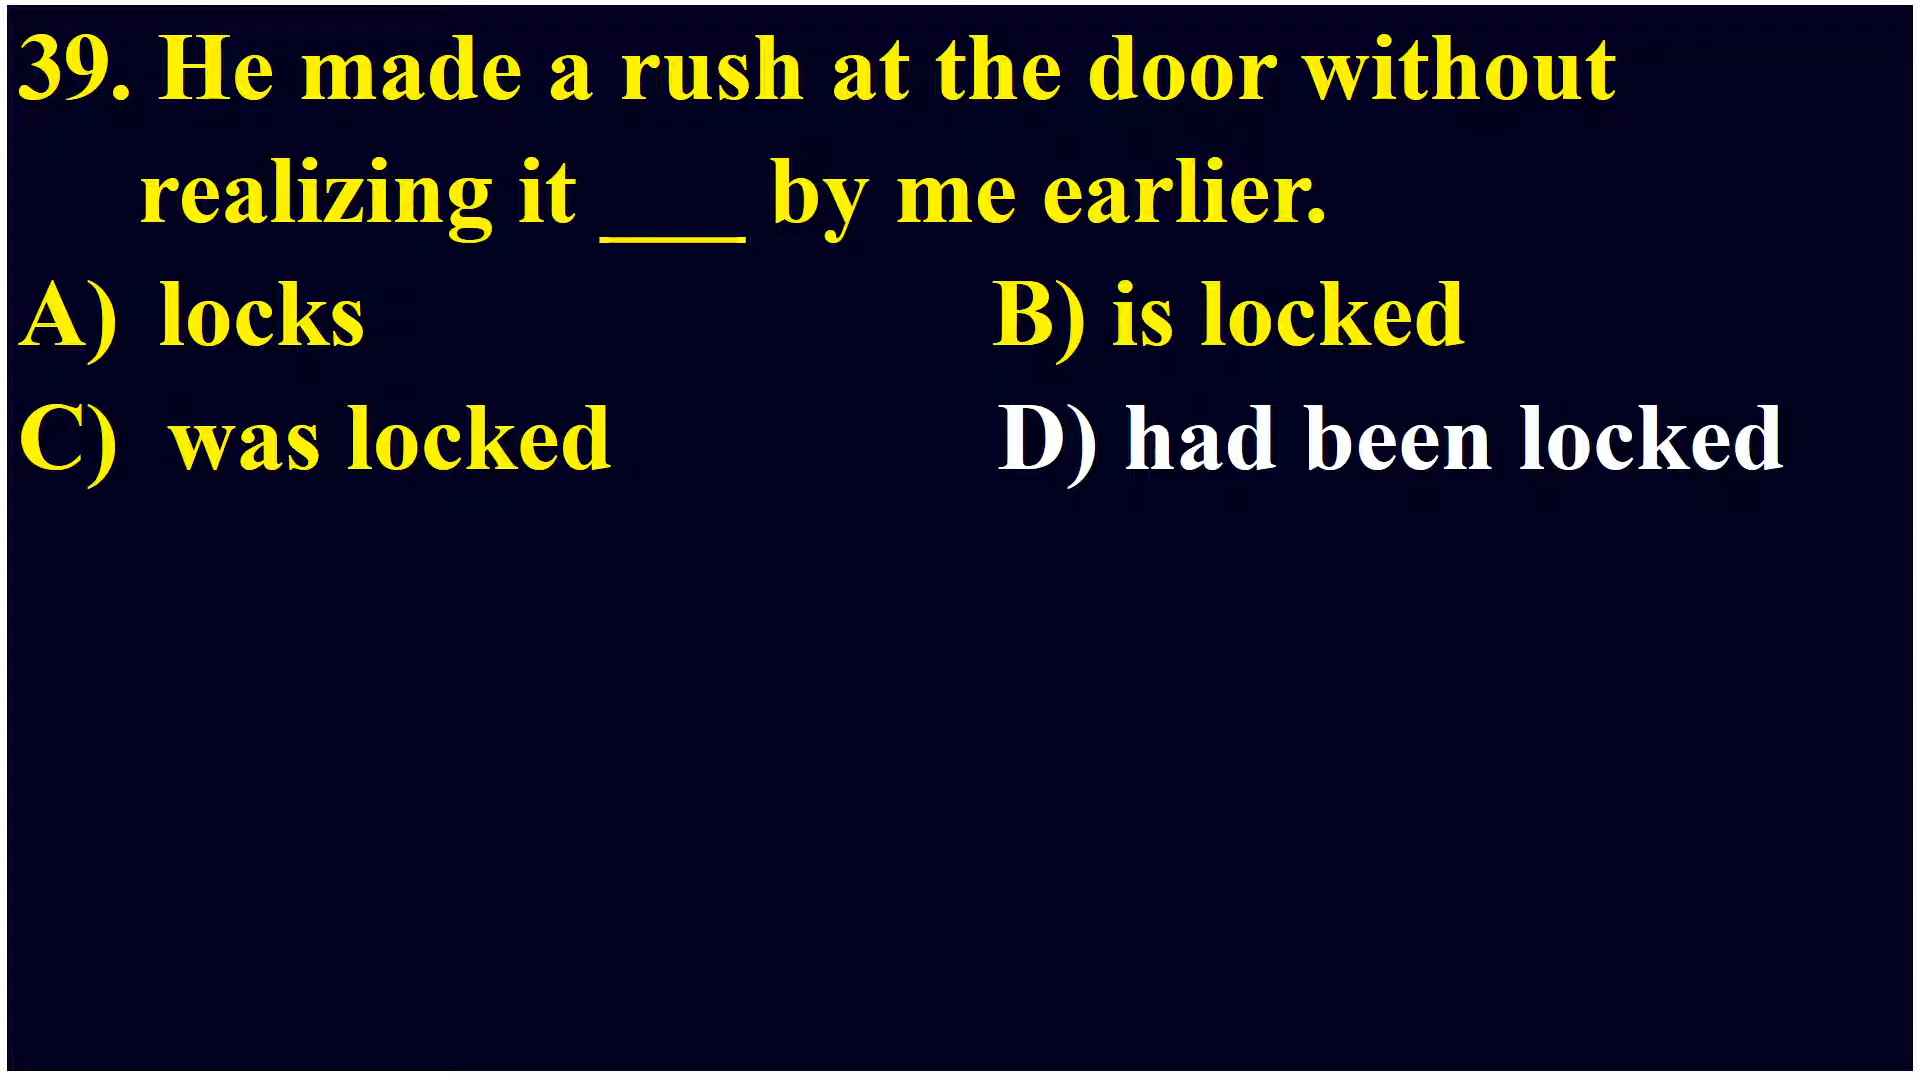 39. He made a rush at the door without
realizing it ___ by me earlier.
A) locks B) is locked
C) was locked D) had been locked